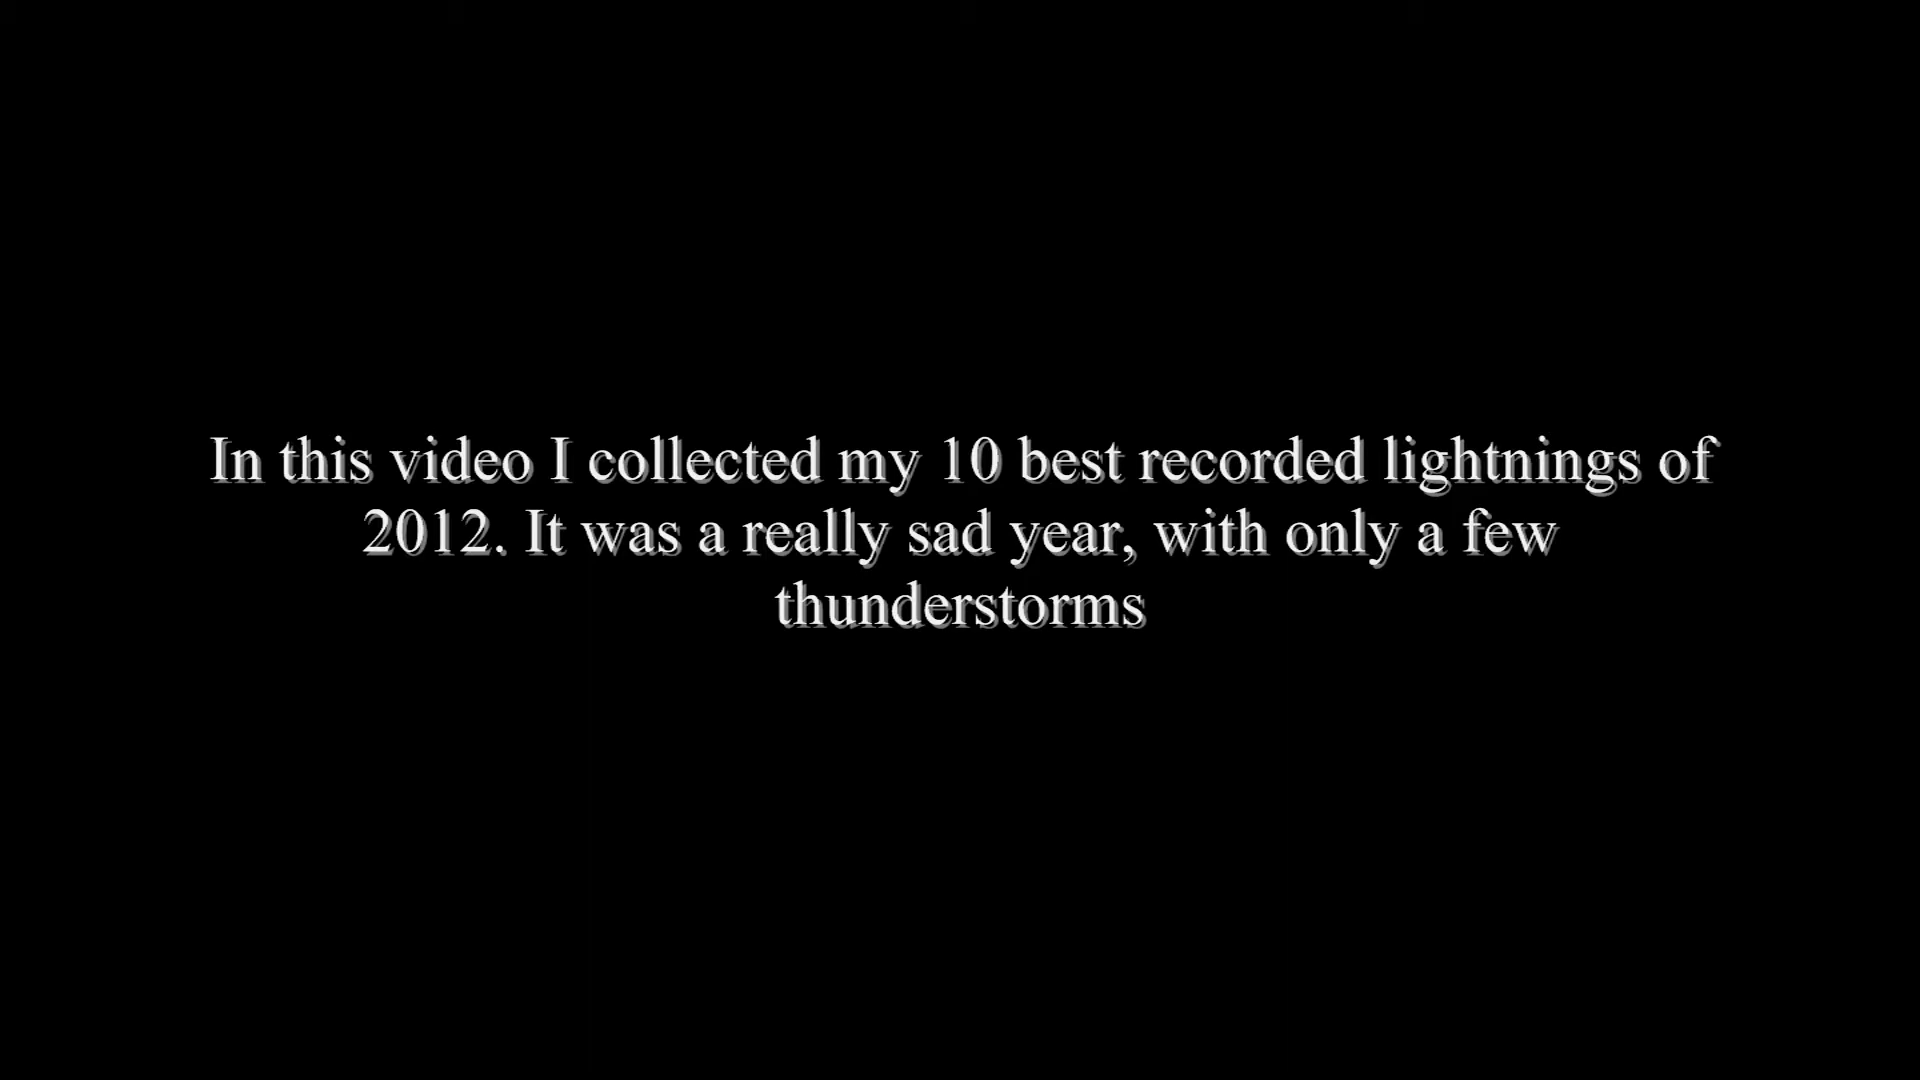 In this video I collected my 10 best recorded lightnings of
2012. It was a really sad year, with only a few
thunderstorms